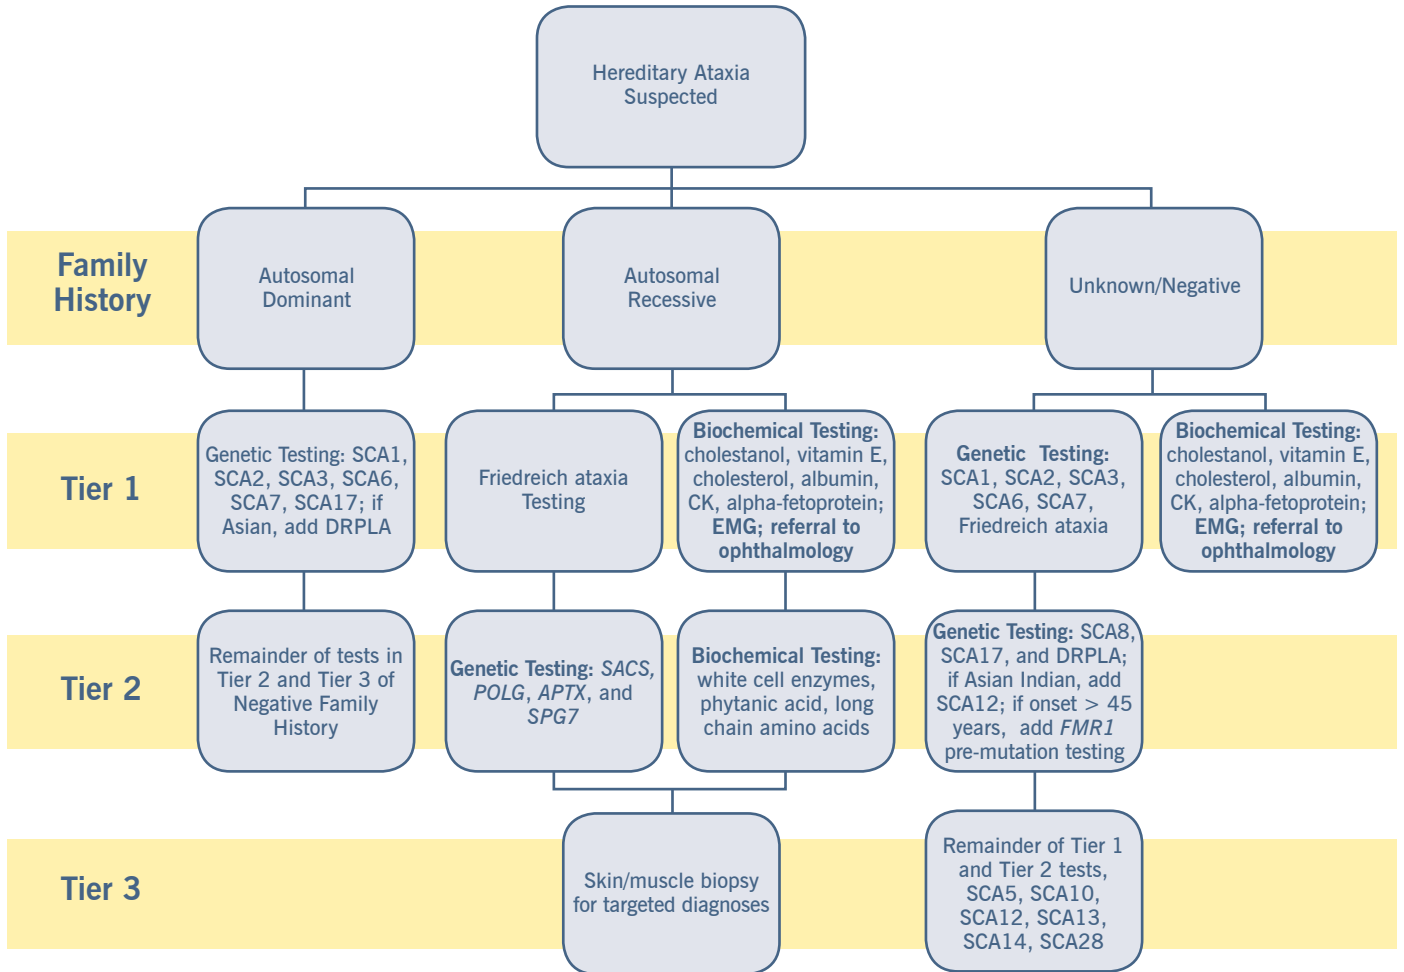 Hereditary Ataxia
Suspected
Family
History
Autosomal
Dominant
Autosomal
Recessive
Unknown/Negative
Tier 1
Genetic Testing: SCA1,
SCA2, SCA3, SCA6,
SCA7, SCA17; if
Asian, add DRPLA
Friedreich ataxia
Testing
Biochemical Testing:
cholestanol, vitamin E,
cholesterol, albumin,
CK, alpha-fetoprotein;
EMG; referral to
ophthalmology
Genetic Testing:
SCA1, SCA2, SCA3,
SCA6, SCA7,
Friedreich ataxia
Biochemical Testing:
cholestanol, vitamin E,
cholesterol, albumin,
CK, alpha-fetoprotein;
EMG; referral to
ophthalmology
Tier 2
Remainder of tests in
Tier 2 and Tier 3 of
Negative Family
History
Genetic Testing: SACS,
POLG, APTX, and
SPG7
Biochemical Testing:
white cell enzymes,
phytanic acid, long
chain amino acids
Genetic Testing: SCA8,
SCA17, and DRPLA;
if Asian Indian, add
SCA12; if onset > 45
years, add FMR1
pre-mutation testing
Tier 3
Skin/muscle biopsy
for targeted diagnoses
Remainder of Tier 1
and Tier 2 tests,
SCA5, SCA10,
SCA12, SCA13,
SCA14, SCA28